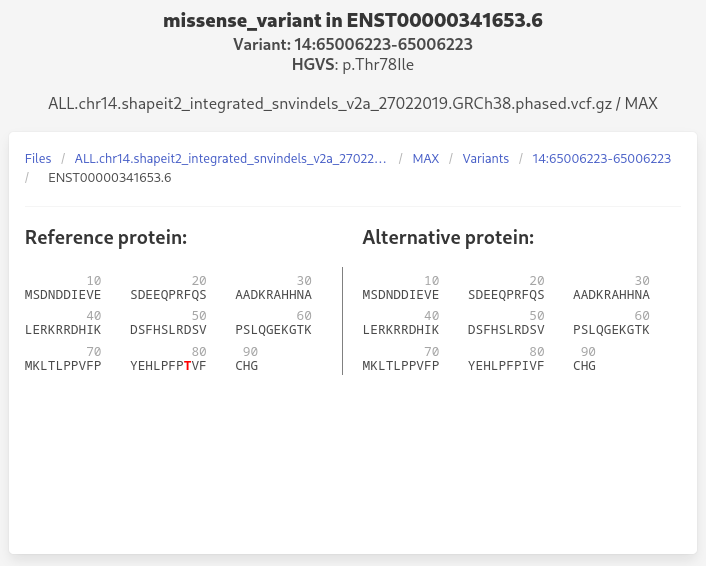 missense_variant in ENST00000341653.6
Variant: 14:65006223-65006223
HGVS: p.Thr78Ile
ALL.chr14.shapeit2_integrated_snvindels_v2a_27022019.GRCh38.phased.vcf.gz / MAX
Files / ALL.chr14.shapeit2_integrated_snvindels_v2a_27022... / MAX / Variants / 14:65006223-65006223
/ ENST00000341653.6
Reference protein:
10 20 30
MSDNDDIEVE SDEEQPRFQS AADKRAHHNA
40 50 60
LERKRRDHIK DSFHSLRDSV PSLQGEKGTK
70 80 90
MKLTLPPVFP YEHLPFPTVF CHG
Alternative protein:
10 20 30
MSDNDDIEVE SDEEQPRFQS AADKRAHHNA
40 50 60
LERKRRDHIK DSFHSLRDSV PSLQGEKGTK
70 80 90
MKLTLPPVFP YEHLPFPIVF CHG